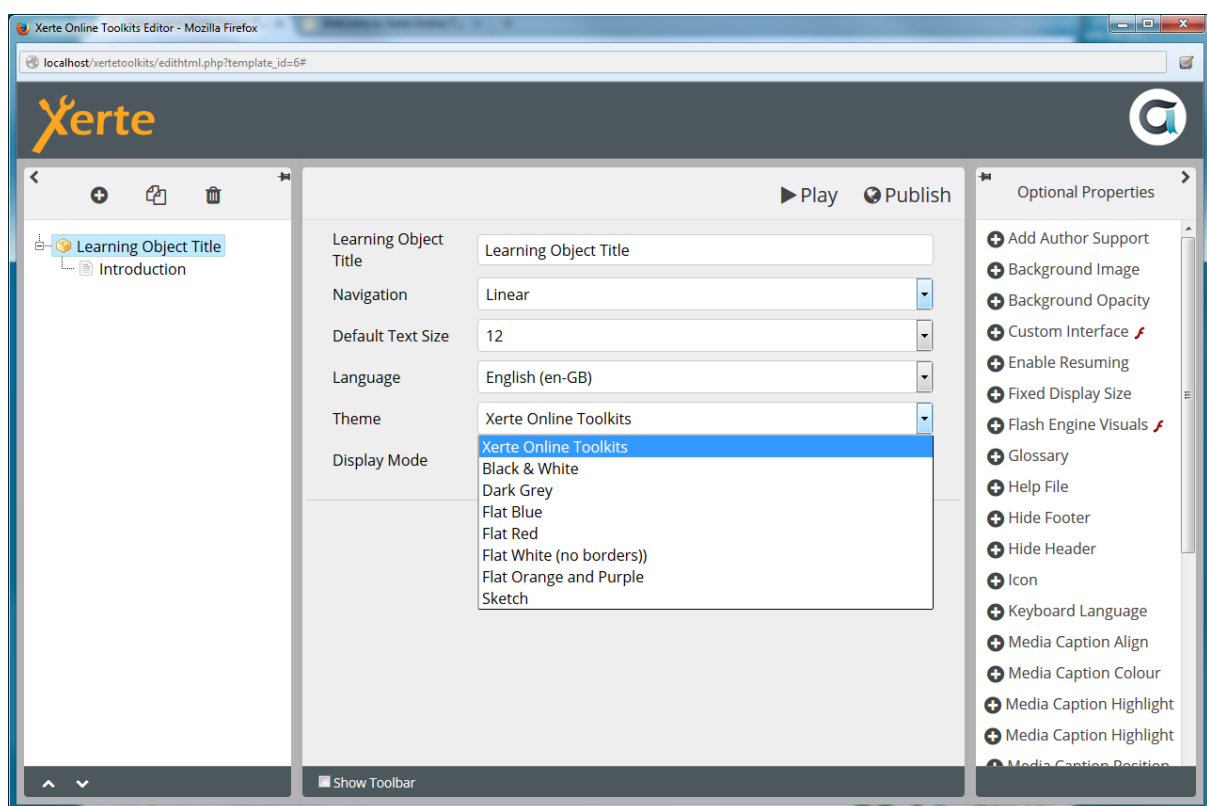 Xerte Online Toolkits Editor - Mozilla Firefox
localhost/xertetoolkits/edithtml.php?template_id=6#
Xerte
Learning Object Title
Introduction
Play Publish
Learning Object
Title
Learning Object Title
Navigation Linear
Default Text Size 12
Language English (en-GB)
Theme Xerte Online Toolkits
Display Mode
Xerte Online Toolkits
Black & White
Dark Grey
Flat Blue
Flat Red
Flat White (no borders))
Flat Orange and Purple
Sketch
Show Toolbar
Optional Properties
Add Author Support
Background Image
Background Opacity
Custom Interface
Enable Resuming
Fixed Display Size
Flash Engine Visuals
Glossary
Help File
Hide Footer
Hide Header
Icon
Keyboard Language
Media Caption Align
Media Caption Colour
Media Caption Highlight
Media Caption Highlight
Media Caption Position